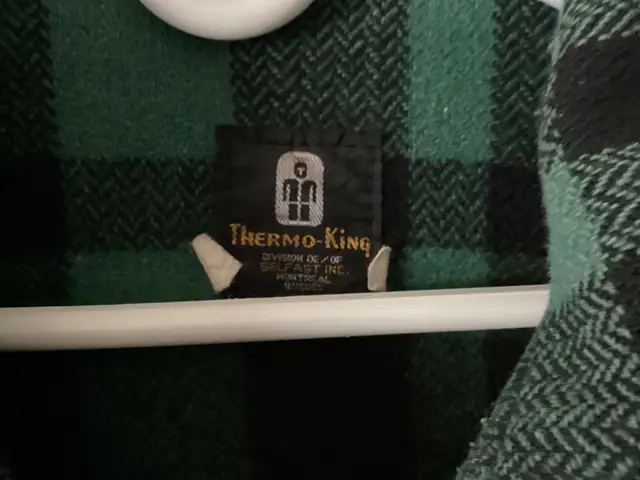 THERMO-KING
DIVISION DE/OF
SELFAST INC.
MONTREAL